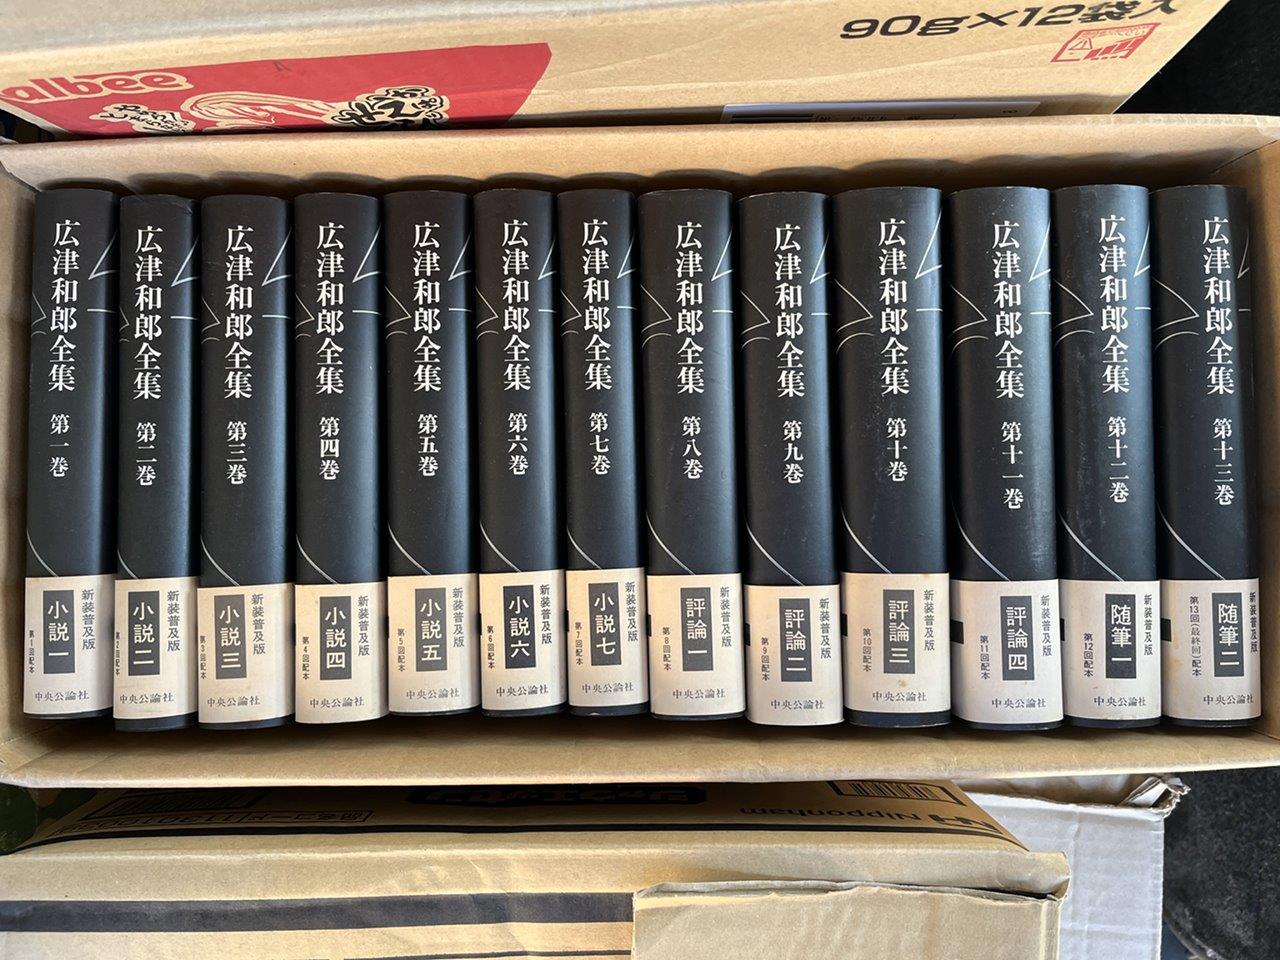 90g×12袋入
albee
広津和郎全集 第一巻
新装普及版
小説一
第1回配本
中央公論社
広津和郎全集 第二巻
新装普及版
小説二
第2回配本
中央公論社
広津和郎全集 第三巻
新装普及版
小説三
第3回配本
中央公論社
広津和郎全集 第四巻
新装普及版
小説四
第4回配本
中央公論社
広津和郎全集 第五巻
新装普及版
小説五
第5回配本
中央公論社
広津和郎全集 第六巻
新装普及版
小説六
第6回配本
中央公論社
広津和郎全集 第七巻
新装普及版
小説七
第7回配本
中央公論社
広津和郎全集 第八巻
新装普及版
評論一
第8回配本
中央公論社
広津和郎全集 第九巻
新装普及版
評論二
第9回配本
中央公論社
広津和郎全集 第十巻
新装普及版
評論三
第10回配本
中央公論社
広津和郎全集 第十一巻
新装普及版
評論四
第11回配本
中央公論社
広津和郎全集 第十二巻
新装普及版
随筆一
第12回配本
中央公論社
広津和郎全集 第十三巻
新装普及版
随筆二
第13回(最終回)配本
中央公論社
Nipponham